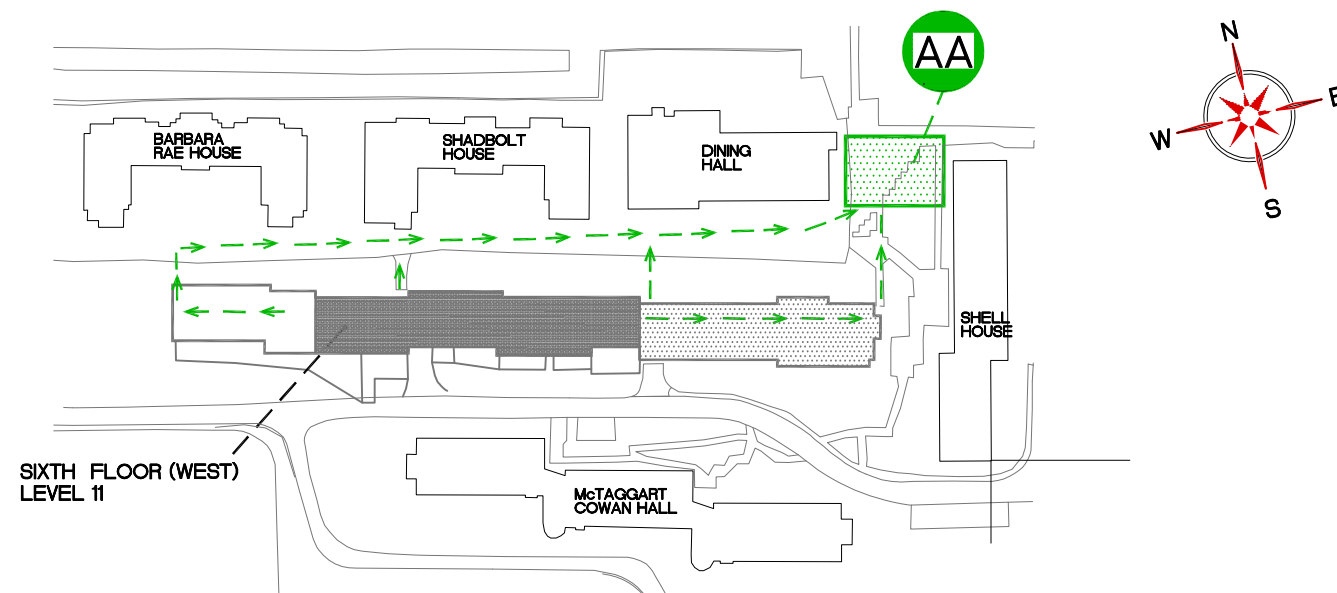 AA
N
E
W
S
BARBARA
RAE HOUSE
SHADBOLT
HOUSE
DINING
HALL
SHELL
HOUSE
SIXTH FLOOR (WEST)
LEVEL 11
McTAGGART
COWAN HALL